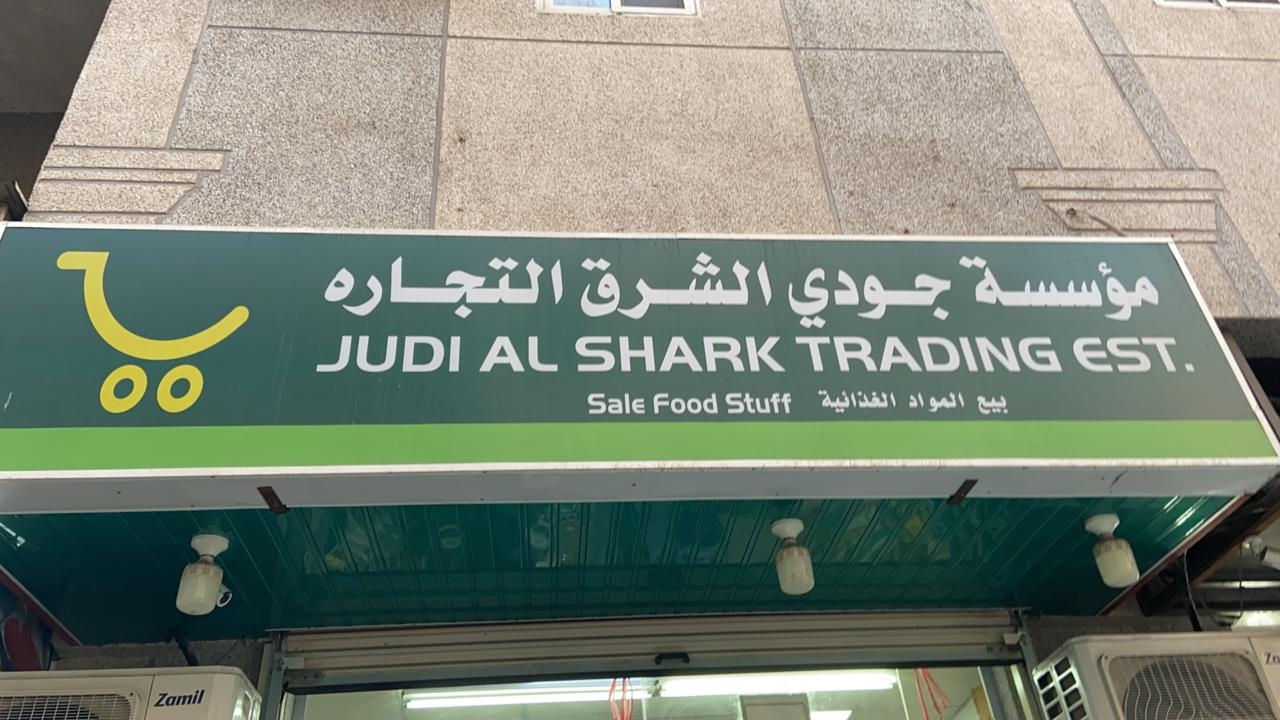 مؤسسة جودي الشرق التجاره
JUDI AL SHARK TRADING EST.
Sale Food Stuff بيع المواد الغذائية
Zamil